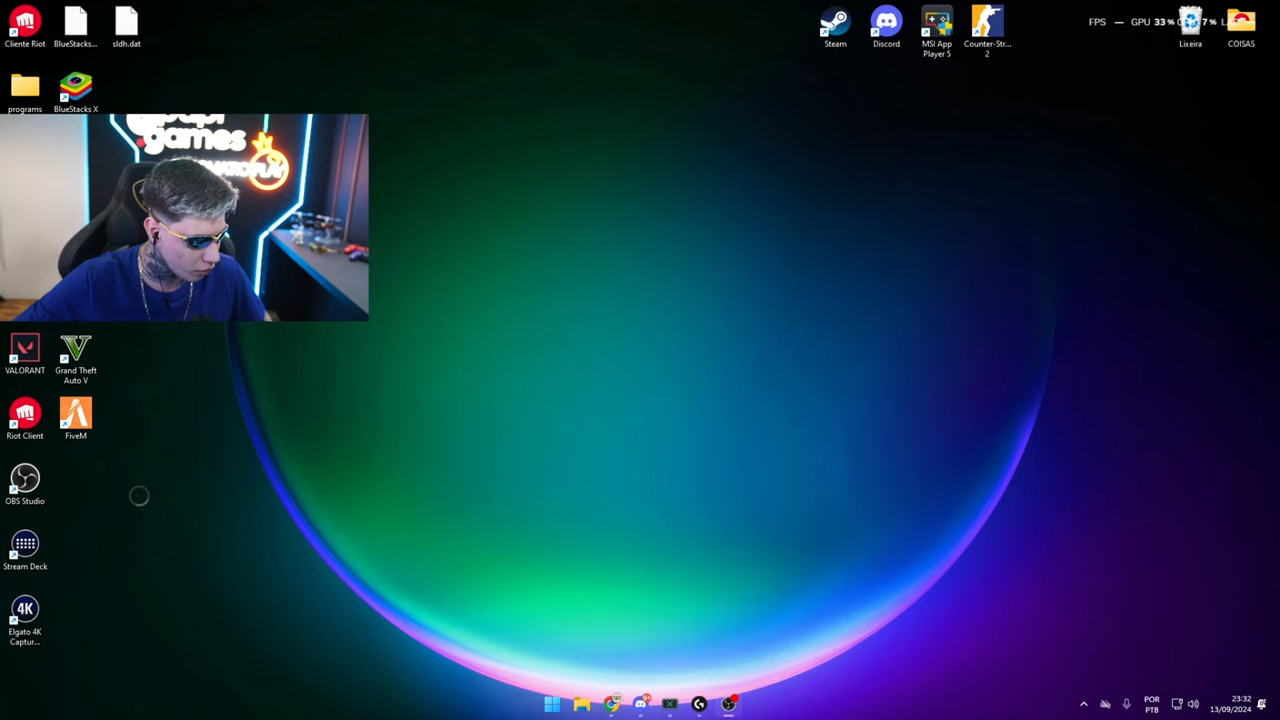 Cliente Riot
BlueStacks...
sldh.dat
Steam
Discord
MSI App
Player 5
Counter-Str...
2
FPS — GPU 33 %
7 %
Lixeira
COISAS
programs
BlueStacks X
games
VALORANT
Grand Theft
Auto V
Riot Client
FiveM
OBS Studio
Stream Deck
4K
Elgato 4K
Captur...
9+
POR
PTB
23:32
13/09/2024